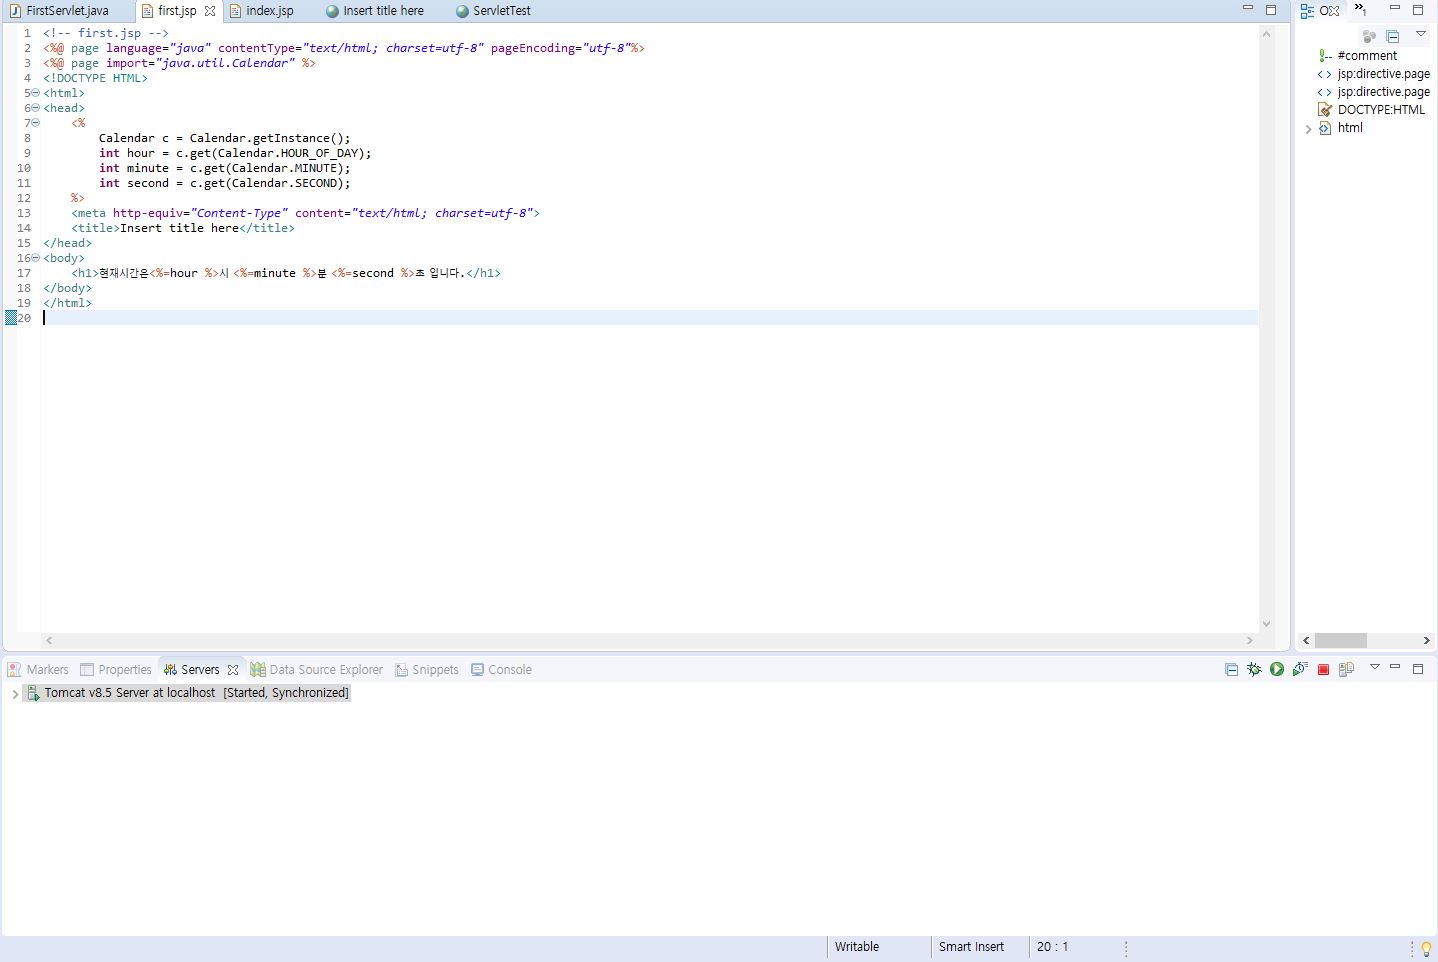 FirstServlet.java first.jsp index.jsp Insert title here ServletTest
1 <!-- first.jsp -->
2 <%@ page language="java" contentType="text/html; charset=utf-8" pageEncoding="utf-8"%>
3 <%@ page import="java.util.Calendar" %>
4 <!DOCTYPE HTML>
5 <html>
6 <head>
7 <%
8 Calendar c = Calendar.getInstance();
9 int hour = c.get(Calendar.HOUR_OF_DAY);
10 int minute = c.get(Calendar.MINUTE);
11 int second = c.get(Calendar.SECOND);
12 %>
13 <meta http-equiv="Content-Type" content="text/html; charset=utf-8">
14 <title>Insert title here</title>
15 </head>
16 <body>
17 <h1>현재시간은<%=hour %>시 <%=minute %>분 <%=second %>초 입니다.</h1>
18 </body>
19 </html>
20
O
#comment
jsp:directive.page
jsp:directive.page
DOCTYPE:HTML
html
Markers Properties Servers Data Source Explorer Snippets Console
Tomcat v8.5 Server at localhost [Started, Synchronized]
Writable Smart Insert 20 : 1